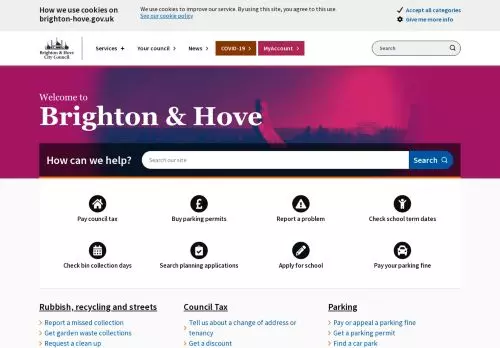 How we use cookies on
brighton-hove.gov.uk
We use cookies to improve our service. By using this site, you agree to this use.
See our cookie policy
Accept all categories
Give me more info
Brighton & Hove
City Council
Services +
Your council >
News >
COVID-19 >
MyAccount >
Search
Welcome to
Brighton & Hove
How can we help?
Search our site
Search
Pay council tax
Buy parking permits
Report a problem
Check school term dates
Check bin collection days
Search planning applications
Apply for school
Pay your parking fine
Rubbish, recycling and streets
> Report a missed collection
> Get garden waste collections
> Request a clean up
Council Tax
> Tell us about a change of address or
tenancy
> Get a discount
Parking
> Pay or appeal a parking fine
> Get a parking permit
> Find a car park